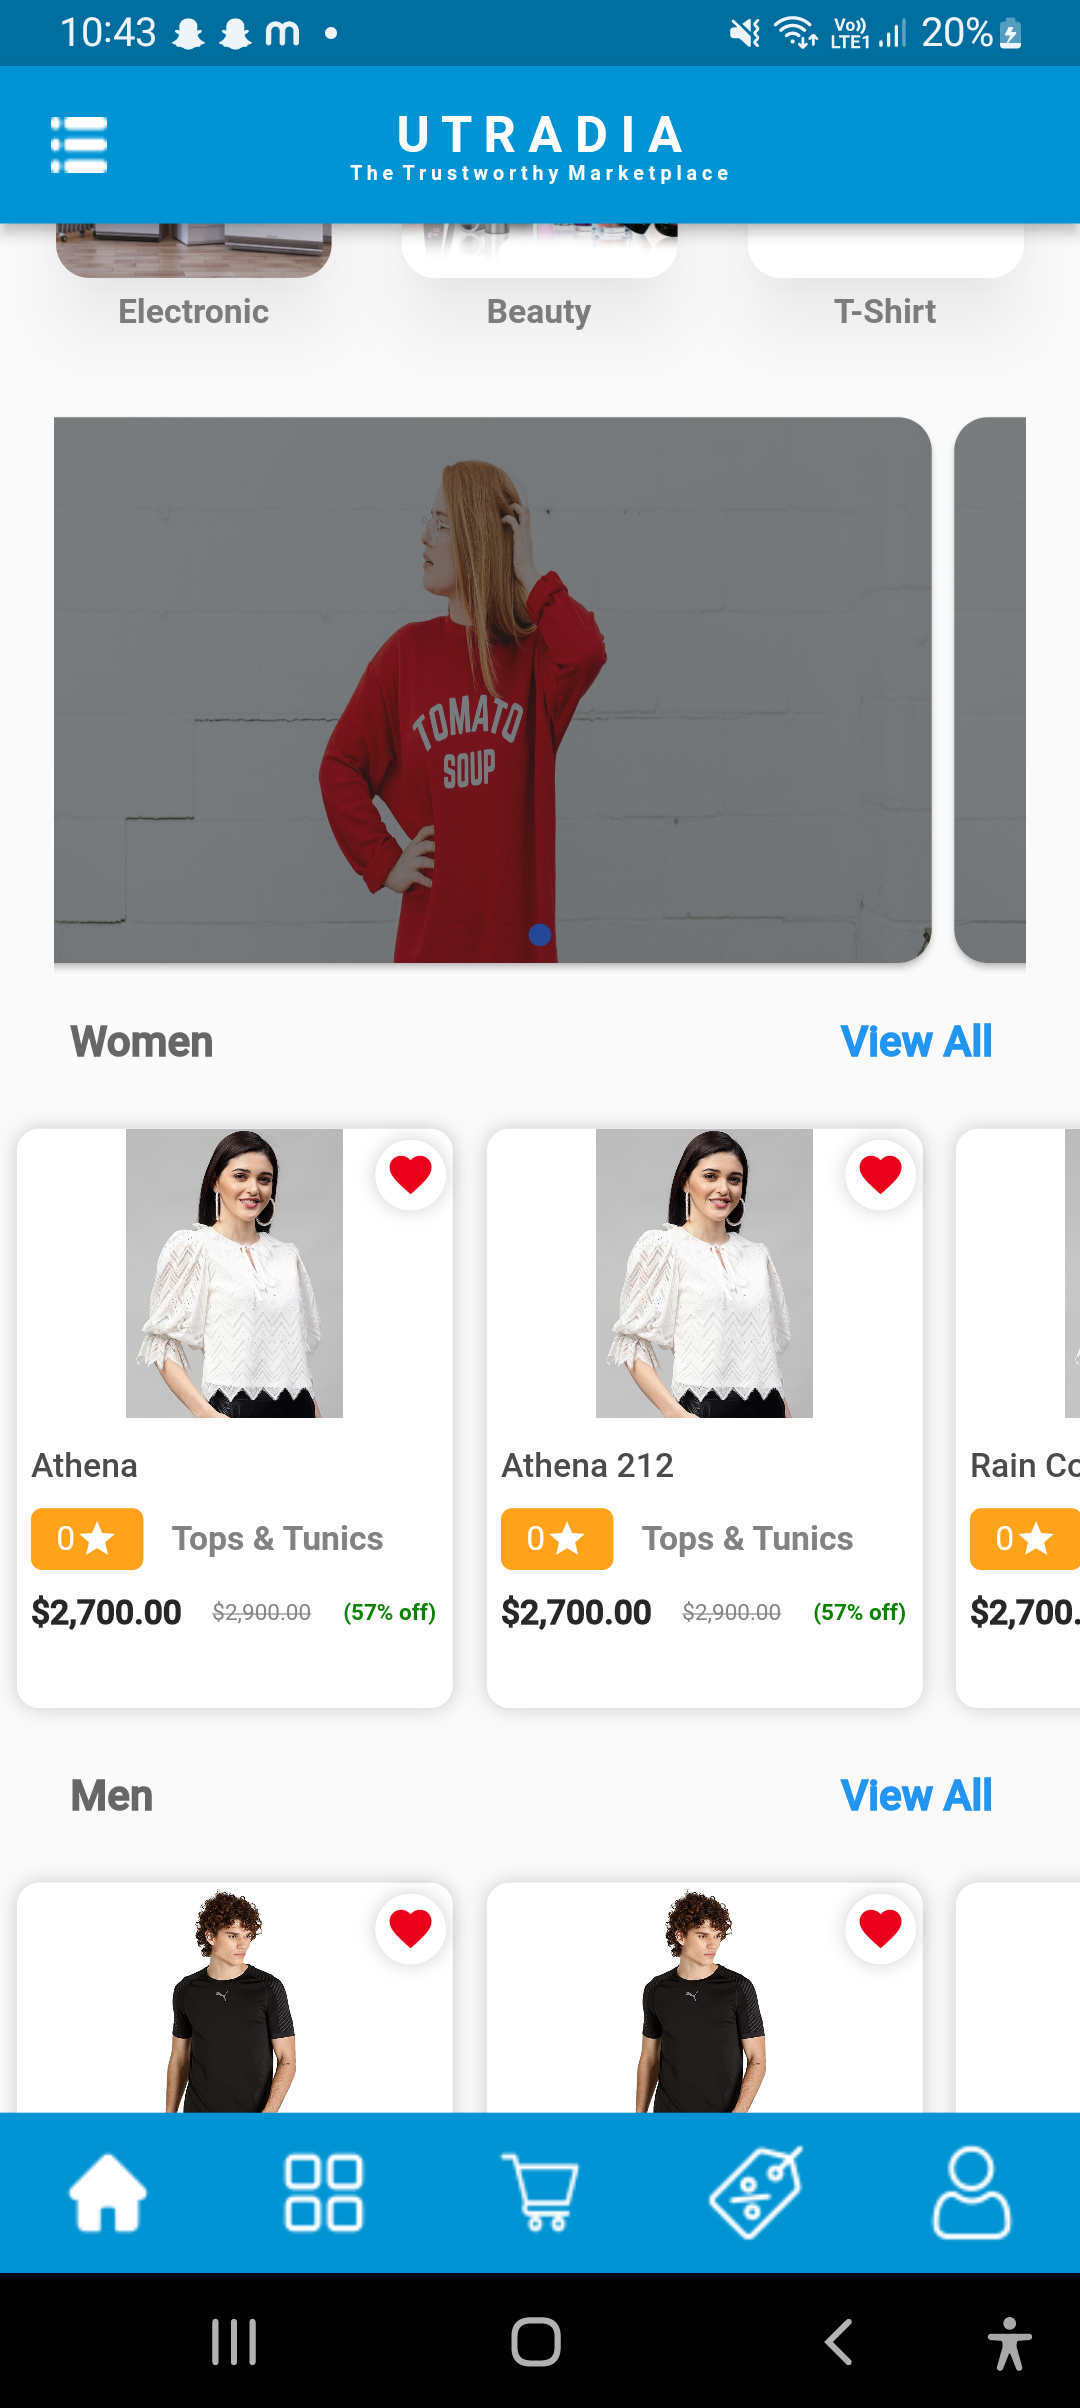 10:43
Vo))
LTE1
20%
UTRADIA
The Trustworthy Marketplace
Electronic
Beauty
T-Shirt
TOMATO
SOUP
Women
View All
Athena
Athena 212
Rain Co
0
Tops & Tunics
0
Tops & Tunics
0
$2,700.00
$2,900.00
(57% off)
$2,700.00
$2,900.00
(57% off)
$2,700.
Men
View All